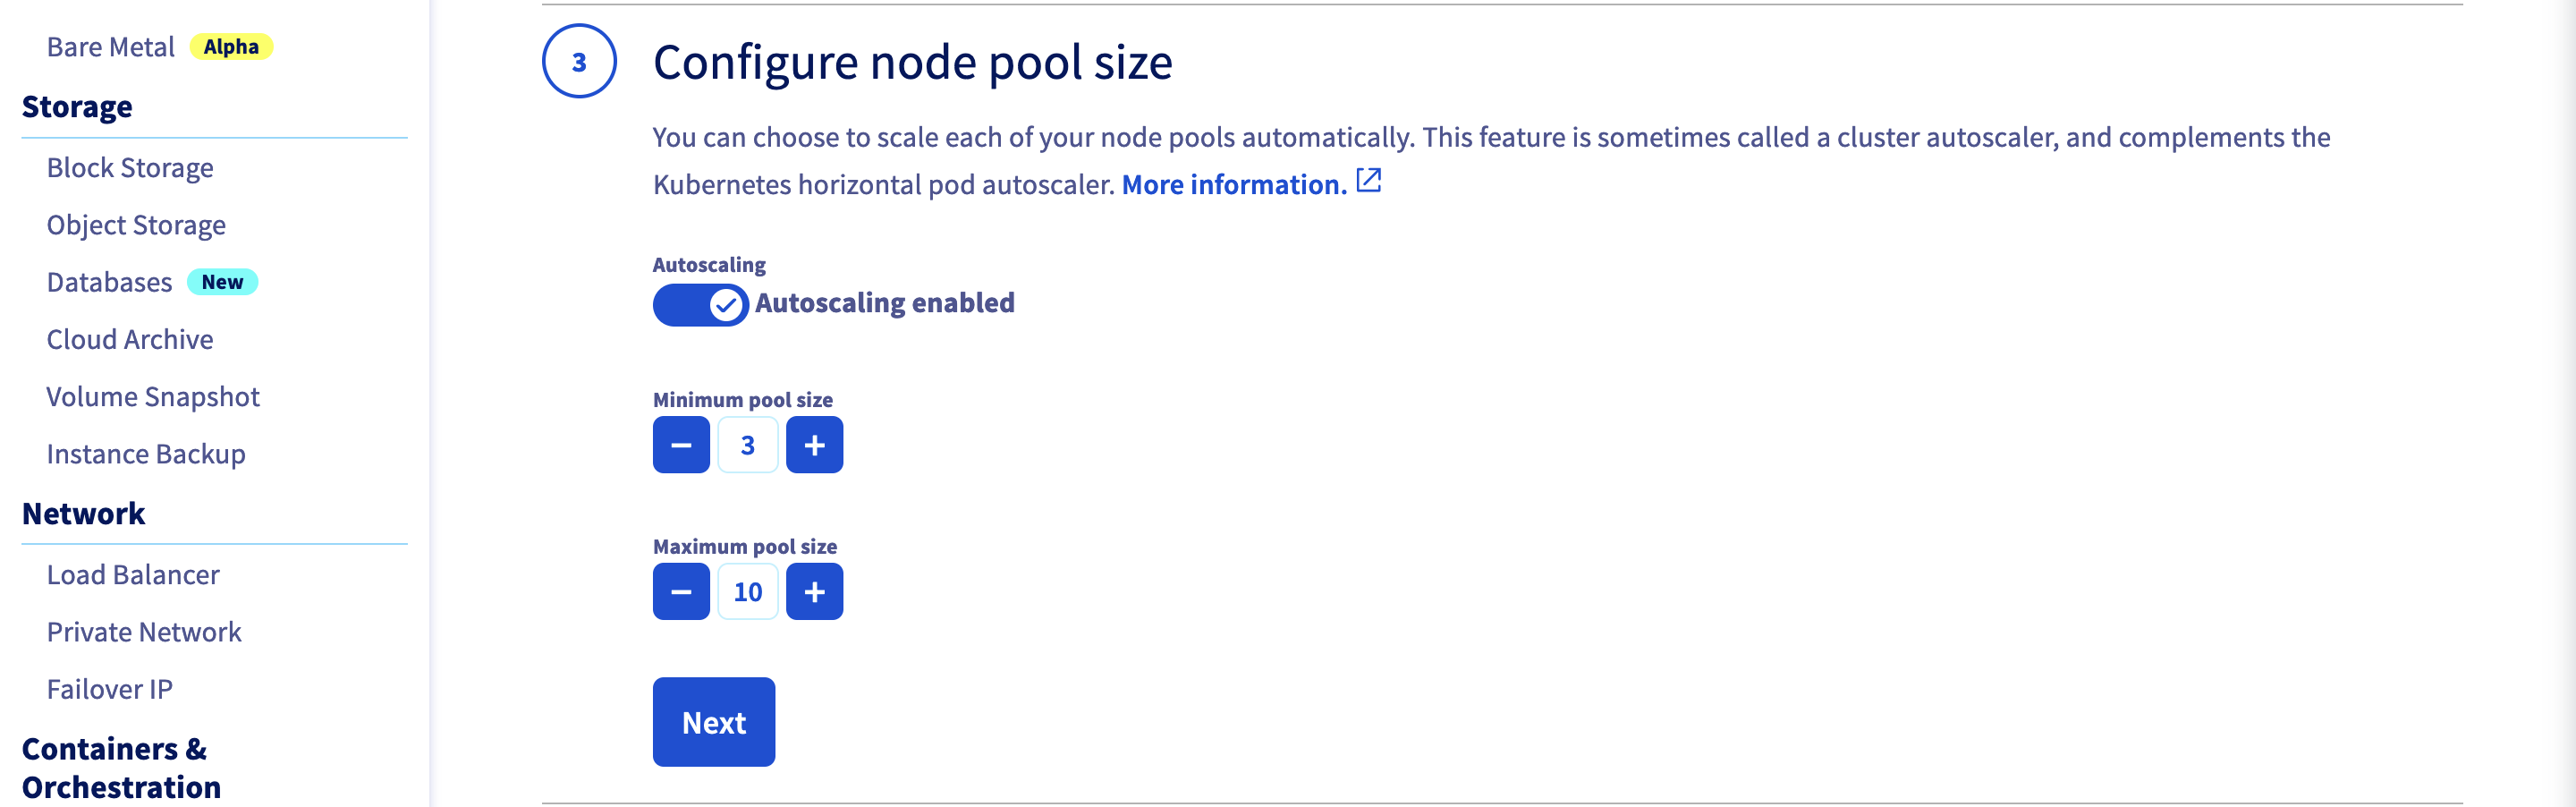 Bare Metal Alpha
Storage
Block Storage
Object Storage
Databases New
Cloud Archive
Volume Snapshot
Instance Backup
Network
Load Balancer
Private Network
Failover IP
Containers &
Orchestration
3 Configure node pool size
You can choose to scale each of your node pools automatically. This feature is sometimes called a cluster autoscaler, and complements the
Kubernetes horizontal pod autoscaler. More information.
Autoscaling
Autoscaling enabled
Minimum pool size
− 3 +
Maximum pool size
− 10 +
Next